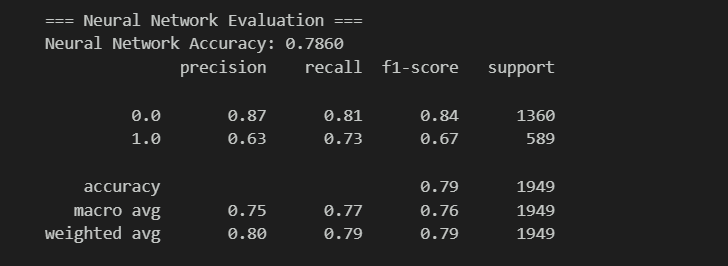 === Neural Network Evaluation ===
Neural Network Accuracy: 0.7860
precision recall f1-score support
0.0 0.87 0.81 0.84 1360
1.0 0.63 0.73 0.67 589
accuracy 0.79 1949
macro avg 0.75 0.77 0.76 1949
weighted avg 0.80 0.79 0.79 1949